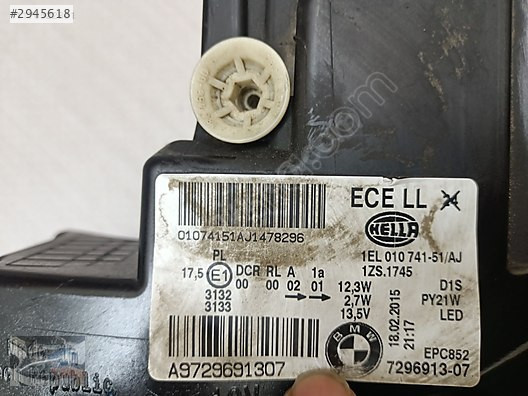 #2945618
ECE LL 24
01074151AJ1478296
HELLA
1EL 010 741-51/AJ
1ZS.1745
PL
17,5 E1 DCR RL A 1a
00 00 02 01
3132
3133
12,3W D1S
2,7W PY21W
13,5V LED
18.02.2015
21:17
BMW
EPC852
A9729691307
7296913-07
.com